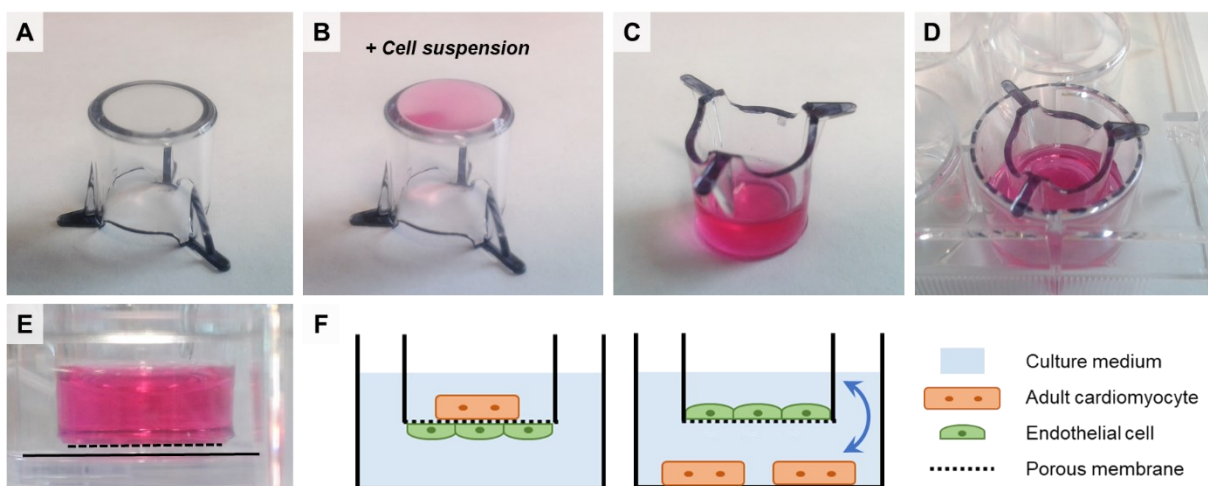 A
B
+ Cell suspension
C
D
E
F
Culture medium
Adult cardiomyocyte
Endothelial cell
Porous membrane